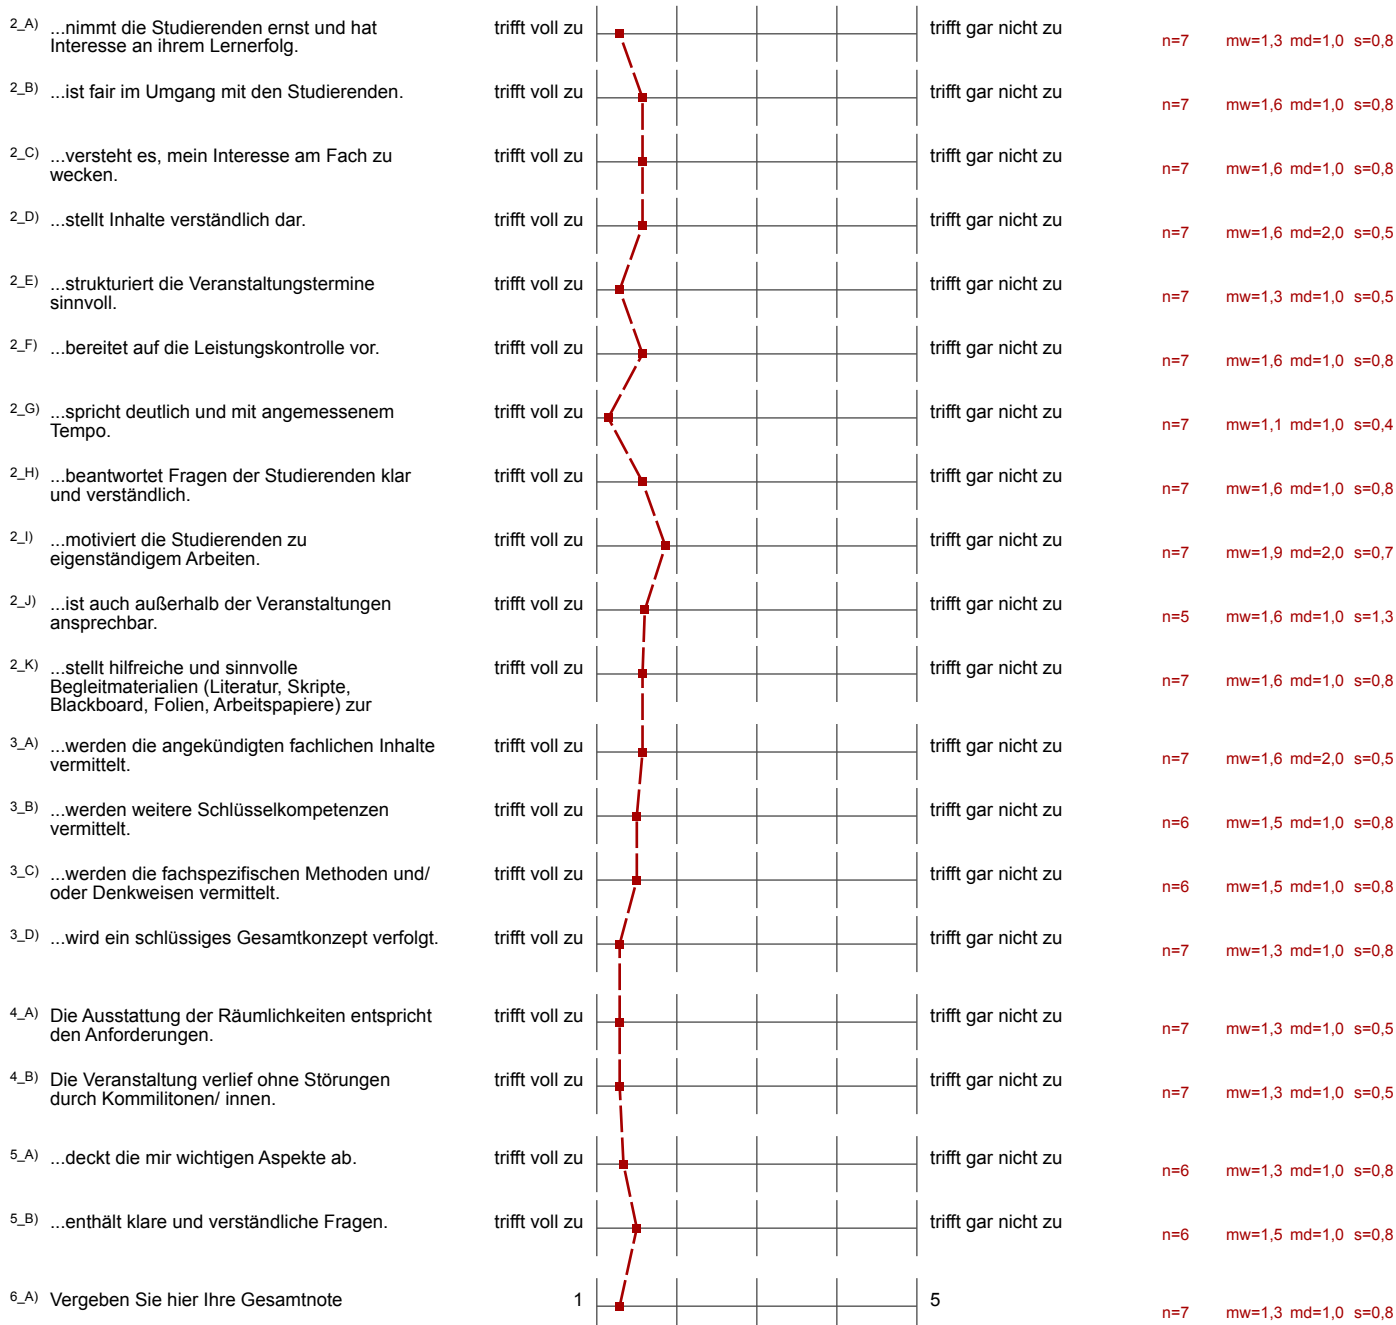 2_A) ...nimmt die Studierenden ernst und hat trifft voll zu trifft gar nicht zu
Interesse an ihrem Lernerfolg. n=7 mw=1,3 md=1,0 s=0,8
2_B) ...ist fair im Umgang mit den Studierenden. trifft voll zu trifft gar nicht zu
n=7 mw=1,6 md=1,0 s=0,8
2_C) ...versteht es, mein Interesse am Fach zu trifft voll zu trifft gar nicht zu
wecken. n=7 mw=1,6 md=1,0 s=0,8
2_D) ...stellt Inhalte verständlich dar. trifft voll zu trifft gar nicht zu
n=7 mw=1,6 md=2,0 s=0,5
2_E) ...strukturiert die Veranstaltungstermine trifft voll zu trifft gar nicht zu
sinnvoll. n=7 mw=1,3 md=1,0 s=0,5
2_F) ...bereitet auf die Leistungskontrolle vor. trifft voll zu trifft gar nicht zu
n=7 mw=1,6 md=1,0 s=0,8
2_G) ...spricht deutlich und mit angemessenem trifft voll zu trifft gar nicht zu
Tempo. n=7 mw=1,1 md=1,0 s=0,4
2_H) ...beantwortet Fragen der Studierenden klar trifft voll zu trifft gar nicht zu
und verständlich. n=7 mw=1,6 md=1,0 s=0,8
2_I) ...motiviert die Studierenden zu trifft voll zu trifft gar nicht zu
eigenständigem Arbeiten. n=7 mw=1,9 md=2,0 s=0,7
2_J) ...ist auch außerhalb der Veranstaltungen trifft voll zu trifft gar nicht zu
ansprechbar. n=5 mw=1,6 md=1,0 s=1,3
2_K) ...stellt hilfreiche und sinnvolle trifft voll zu trifft gar nicht zu
Begleitmaterialien (Literatur, Skripte, n=7 mw=1,6 md=1,0 s=0,8
Blackboard, Folien, Arbeitspapiere) zur
3_A) ...werden die angekündigten fachlichen Inhalte trifft voll zu trifft gar nicht zu
vermittelt. n=7 mw=1,6 md=2,0 s=0,5
3_B) ...werden weitere Schlüsselkompetenzen trifft voll zu trifft gar nicht zu
vermittelt. n=6 mw=1,5 md=1,0 s=0,8
3_C) ...werden die fachspezifischen Methoden und/ trifft voll zu trifft gar nicht zu
oder Denkweisen vermittelt. n=6 mw=1,5 md=1,0 s=0,8
3_D) ...wird ein schlüssiges Gesamtkonzept verfolgt. trifft voll zu trifft gar nicht zu
n=7 mw=1,3 md=1,0 s=0,8
4_A) Die Ausstattung der Räumlichkeiten entspricht trifft voll zu trifft gar nicht zu
den Anforderungen. n=7 mw=1,3 md=1,0 s=0,5
4_B) Die Veranstaltung verlief ohne Störungen trifft voll zu trifft gar nicht zu
durch Kommilitonen/ innen. n=7 mw=1,3 md=1,0 s=0,5
5_A) ...deckt die mir wichtigen Aspekte ab. trifft voll zu trifft gar nicht zu
n=6 mw=1,3 md=1,0 s=0,8
5_B) ...enthält klare und verständliche Fragen. trifft voll zu trifft gar nicht zu
n=6 mw=1,5 md=1,0 s=0,8
6_A) Vergeben Sie hier Ihre Gesamtnote 1 5
n=7 mw=1,3 md=1,0 s=0,8